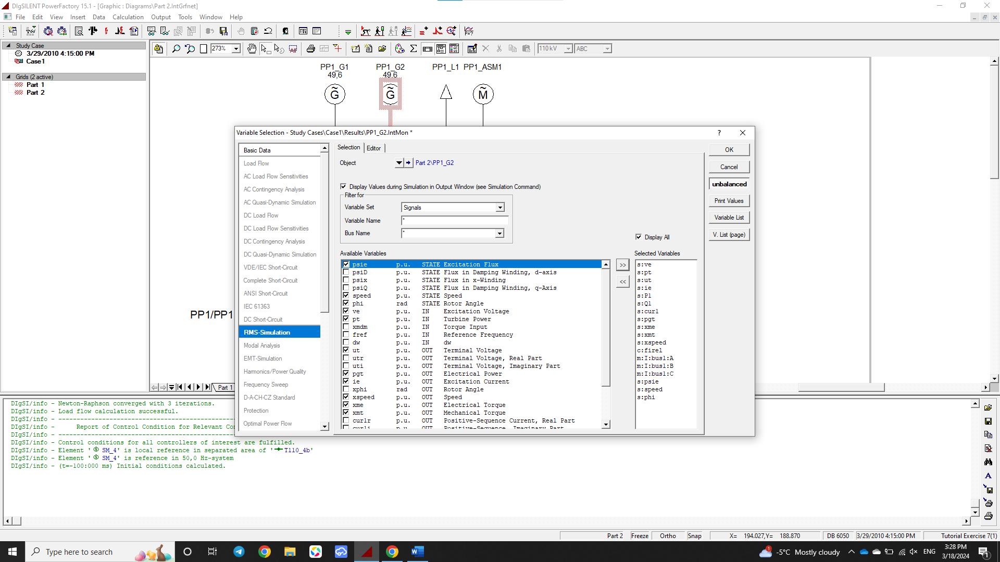 DIgSILENT PowerFactory 15.1 - [Graphic : Diagrams\Part 2.IntGrfnet]
File Edit View Insert Data Calculation Output Tools Window Help
273%
110 kV
ABC
Study Case
3/29/2010 4:15:00 PM
Case1
Grids (2 active)
Part 1
Part 2
PP1_G1
49,6
PP1_G2
49,6
PP1_L1
PP1_ASM1
G
G
M
PP1/PP1
Part 1
Variable Selection - Study Cases\Case1\Results\PP1_G2.IntMon *
?
Basic Data
Load Flow
AC Load Flow Sensitivities
AC Contingency Analysis
AC Quasi-Dynamic Simulation
DC Load Flow
DC Load Flow Sensitivities
DC Contingency Analysis
DC Quasi-Dynamic Simulation
VDE/IEC Short-Circuit
Complete Short-Circuit
ANSI Short-Circuit
IEC 61363
DC Short-Circuit
RMS-Simulation
Modal Analysis
EMT-Simulation
Harmonics/Power Quality
Frequency Sweep
D-A-CH-CZ Standard
Protection
Optimal Power Flow
Selection
Editor
Object
Part 2\PP1_G2
Display Values during Simulation in Output Window (see Simulation Command)
Filter for
Variable Set Signals
Variable Name *
Bus Name *
Display All
Available Variables
psie p.u. STATE Excitation Flux
psiD p.u. STATE Flux in Damping Winding, d-axis
psix p.u. STATE Flux in x-Winding
psiQ p.u. STATE Flux in Damping Winding, q-Axis
speed p.u. STATE Speed
phi rad STATE Rotor Angle
ve p.u. IN Excitation Voltage
pt p.u. IN Turbine Power
xmdm p.u. IN Torque Input
fref p.u. IN Reference Frequency
dw p.u. IN dw
ut p.u. OUT Terminal Voltage
utr p.u. OUT Terminal Voltage, Real Part
uti p.u. OUT Terminal Voltage, Imaginary Part
pgt p.u. OUT Electrical Power
ie p.u. OUT Excitation Current
xphi rad OUT Rotor Angle
xspeed p.u. OUT Speed
xme p.u. OUT Electrical Torque
xmt p.u. OUT Mechanical Torque
curlr p.u. OUT Positive-Sequence Current, Real Part
curli p.u. OUT Positive-Sequence, Imaginary Part
>>
<<
Selected Variables
s:ve
s:pt
s:ut
s:ie
s:P1
s:Q1
s:cur1
s:pgt
s:xme
s:xmt
s:xspeed
c:firel
m:I:bus1:A
m:I:bus1:B
m:I:bus1:C
s:psie
s:speed
s:phi
OK
Cancel
unbalanced
Print Values
Variable List
V. List (page)
DIgSI/info - Newton-Raphson converged with 3 iterations.
DIgSI/info - Load flow calculation successful.
DIgSI/info - --------------------------------------------------
DIgSI/info - Report of Control Condition for Relevant Co
DIgSI/info - --------------------------------------------------
DIgSI/info - Control conditions for all controllers of interest are fulfilled.
DIgSI/info - Element ' SM_4' is local reference in separated area of ' T110_4b'
DIgSI/info - Element ' SM_4' is reference in 50,0 Hz-system
DIgSI/info - (t=-100:000 ms) Initial conditions calculated.
Part 2 Freeze Ortho Snap X= 194.027,Y= 188.870 DB 6050 3/29/2010 4:15:00 PM Tutorial Exercise 7(1)
Type here to search
-5°C Mostly cloudy
ENG
3:28 PM
3/18/2024